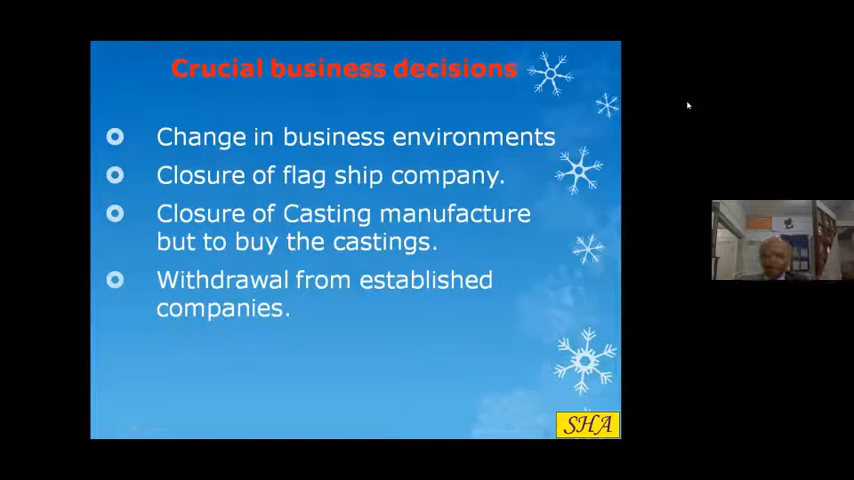 Crucial business decisions
Change in business environments
Closure of flag ship company.
Closure of Casting manufacture
but to buy the castings.
Withdrawal from established
companies.
SHA